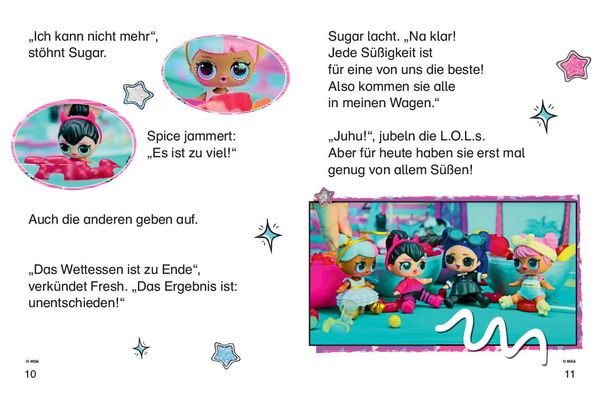 „Ich kann nicht mehr“,
stöhnt Sugar.
Spice jammert:
„Es ist zu viel!“
Auch die anderen geben auf.
„Das Wettessen ist zu Ende“,
verkündet Fresh. „Das Ergebnis ist:
unentschieden!“
© MGA
10
Sugar lacht. „Na klar!
Jede Süßigkeit ist
für eine von uns die beste!
Also kommen sie alle
in meinen Wagen.“
„Juhu!“, jubeln die L.O.L.s.
Aber für heute haben sie erst mal
genug von allem Süßen!
© MGA
11